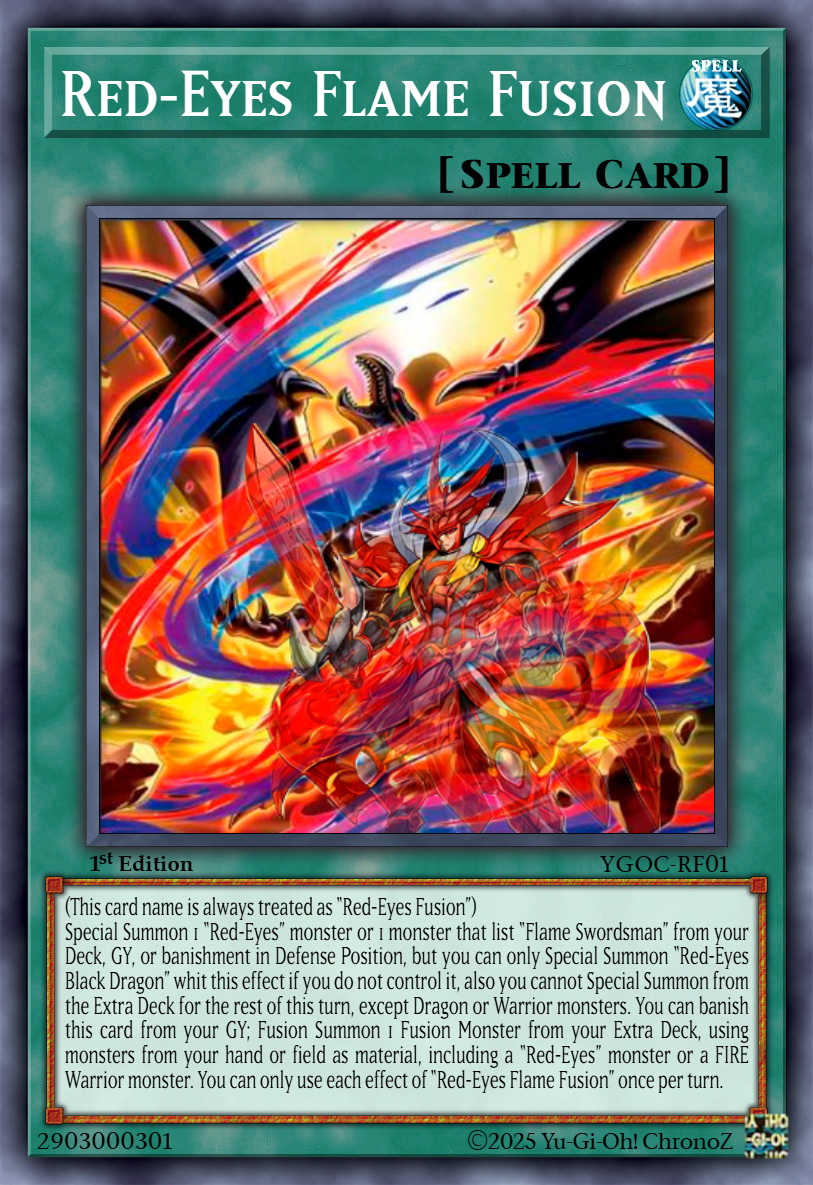 RED-EYES FLAME FUSION
SPELL
魔
[SPELL CARD]
1st Edition
YGOC-RF01
(This card name is always treated as "Red-Eyes Fusion")
Special Summon 1 "Red-Eyes" monster or 1 monster that list "Flame Swordsman" from your
Deck, GY, or banishment in Defense Position, but you can only Special Summon "Red-Eyes
Black Dragon" whit this effect if you do not control it, also you cannot Special Summon from
the Extra Deck for the rest of this turn, except Dragon or Warrior monsters. You can banish
this card from your GY; Fusion Summon 1 Fusion Monster from your Extra Deck, using
monsters from your hand or field as material, including a "Red-Eyes" monster or a FIRE
Warrior monster. You can only use each effect of "Red-Eyes Flame Fusion" once per turn.
2903000301
©2025 Yu-Gi-Oh! ChronoZ